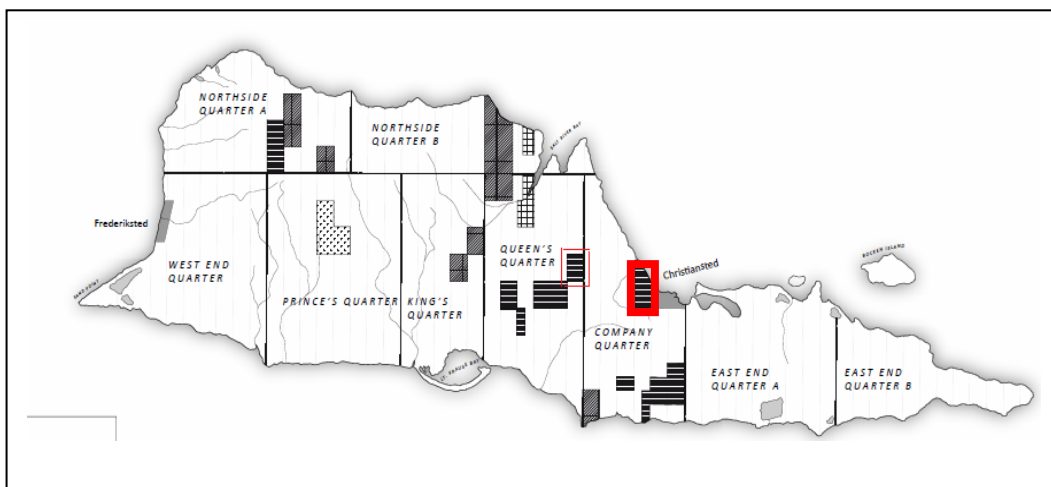 NORTHSIDE
QUARTER A
NORTHSIDE
QUARTER B
SALT RIVER BAY
Frederiksted
WEST END
QUARTER
SANDY POINT
PRINCE'S QUARTER
KING'S
QUARTER
QUEEN'S
QUARTER
Christiansted
BUCKEN ISLAND
COMPANY
QUARTER
EAST END
QUARTER A
EAST END
QUARTER B